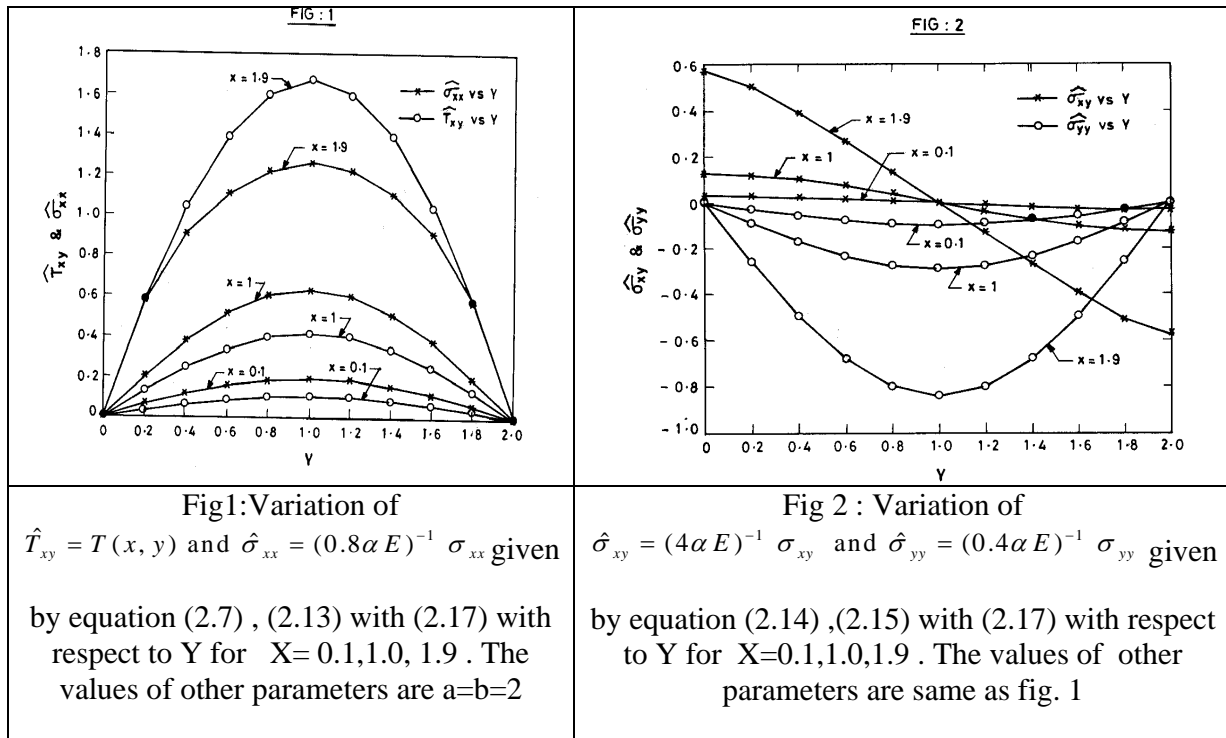 FIG : 1
T̂xy & σ̂xx
1·8
1·6
1·4
1·2
1·0
0·8
0·6
0·4
0·2
0
x = 1·9
σ̂xx vs Y
T̂xy vs Y
x = 1·9
x = 1
x = 1
x = 0·1
x = 0·1
0 0·2 0·4 0·6 0·8 1·0 1·2 1·4 1·6 1·8 2·0
Y
FIG : 2
σ̂xy & σ̂yy
0·6
0·4
0·2
0
- 0·2
- 0·4
- 0·6
- 0·8
- 1·0
σ̂xy vs Y
σ̂yy vs Y
x = 1·9
x = 1
x = 0·1
x = 0·1
x = 1
x = 1·9
0 0·2 0·4 0·6 0·8 1·0 1·2 1·4 1·6 1·8 2·0
Y
Fig1:Variation of
T̂xy = T (x, y) and σ̂xx = (0.8α E)⁻¹ σxx given
by equation (2.7) , (2.13) with (2.17) with
respect to Y for X= 0.1,1.0, 1.9 . The
values of other parameters are a=b=2
Fig 2 : Variation of
σ̂xy = (4α E)⁻¹ σxy and σ̂yy = (0.4α E)⁻¹ σyy given
by equation (2.14) ,(2.15) with (2.17) with respect
to Y for X=0.1,1.0,1.9 . The values of other
parameters are same as fig. 1